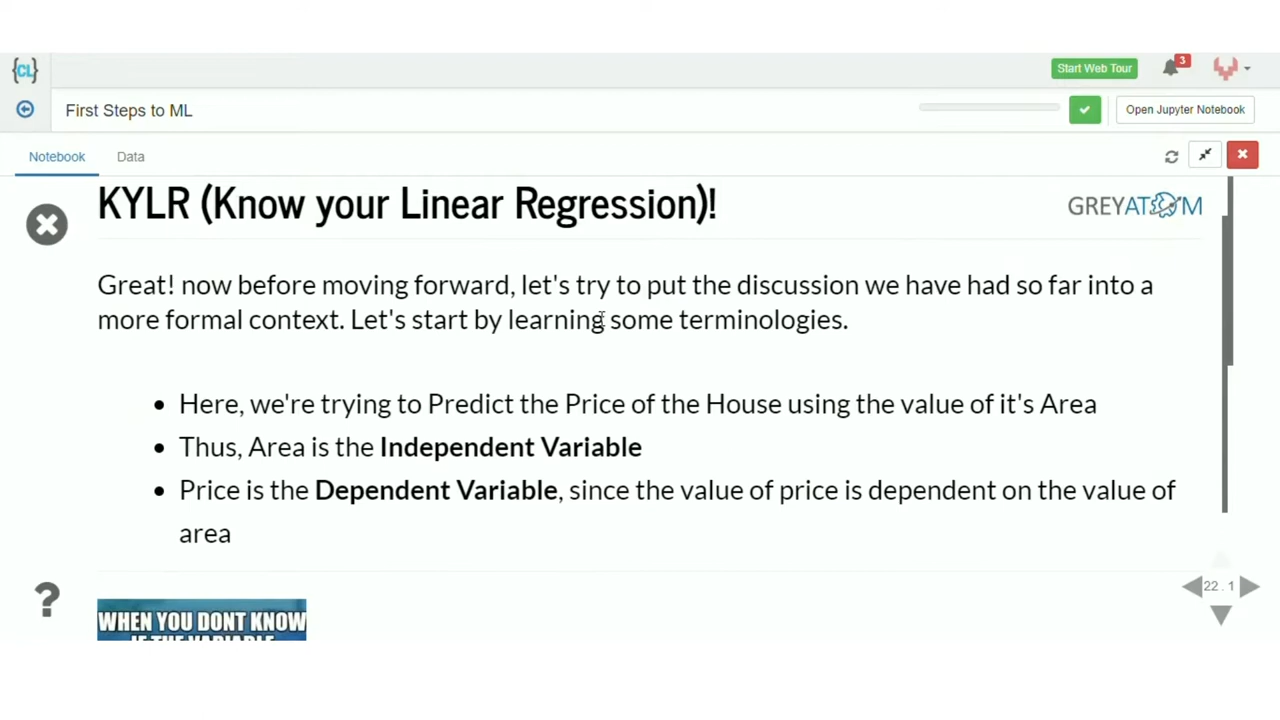 {CL}
Start Web Tour
3
First Steps to ML
Open Jupyter Notebook
Notebook
Data
KYLR (Know your Linear Regression)!
GREYATOM
Great! now before moving forward, let's try to put the discussion we have had so far into a
more formal context. Let's start by learning some terminologies.
Here, we're trying to Predict the Price of the House using the value of it's Area
Thus, Area is the Independent Variable
Price is the Dependent Variable, since the value of price is dependent on the value of
area
?
22 . 1
WHEN YOU DONT KNOW
IF THE VARIABLE